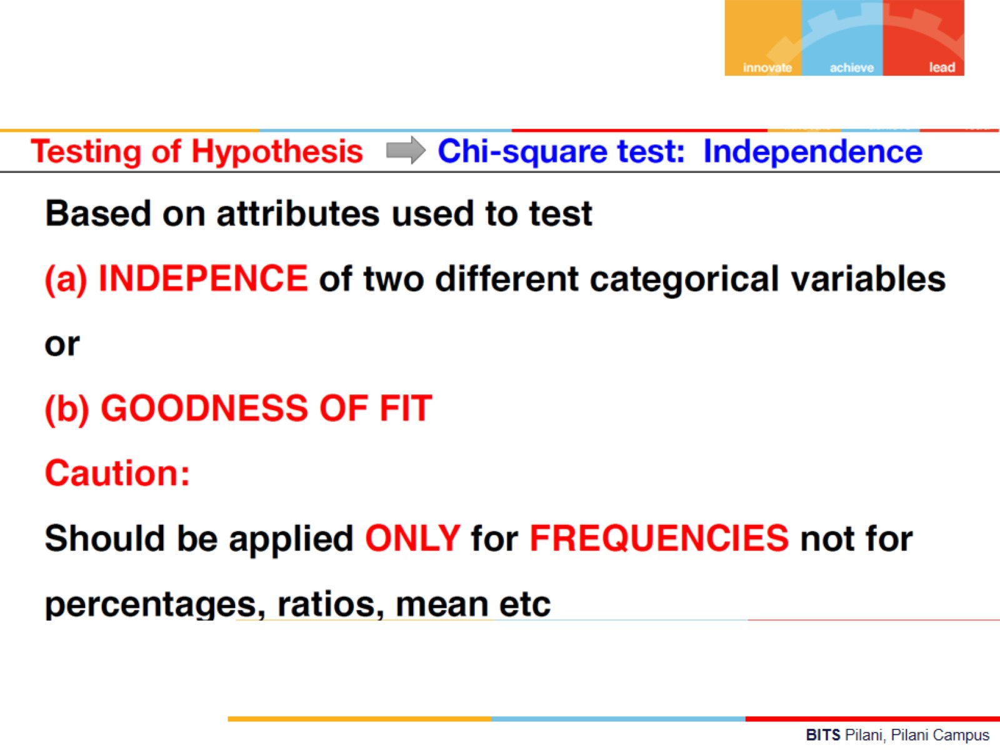 innovate achieve lead
Testing of Hypothesis Chi-square test: Independence
Based on attributes used to test
(a) INDEPENCE of two different categorical variables
or
(b) GOODNESS OF FIT
Caution:
Should be applied ONLY for FREQUENCIES not for
percentages, ratios, mean etc
BITS Pilani, Pilani Campus